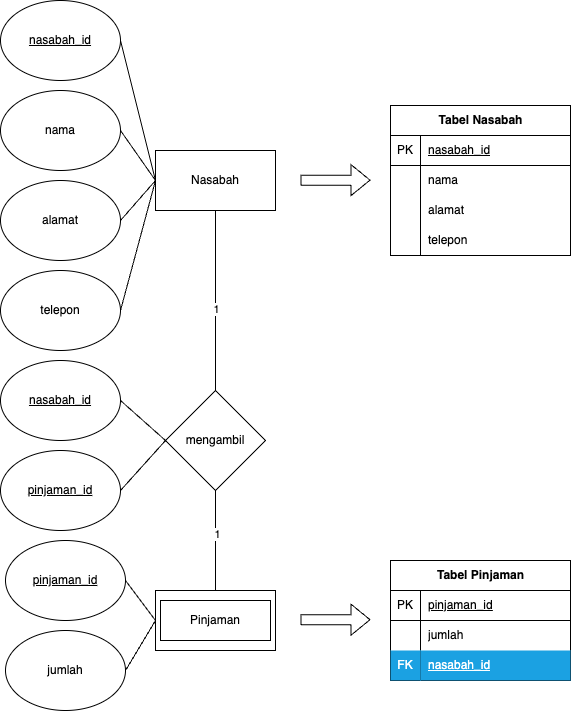 nasabah_id
nama
alamat
telepon
Nasabah
1
nasabah_id
pinjaman_id
mengambil
1
pinjaman_id
jumlah
Pinjaman
Tabel Nasabah
PK nasabah_id
nama
alamat
telepon
Tabel Pinjaman
PK pinjaman_id
jumlah
FK nasabah_id